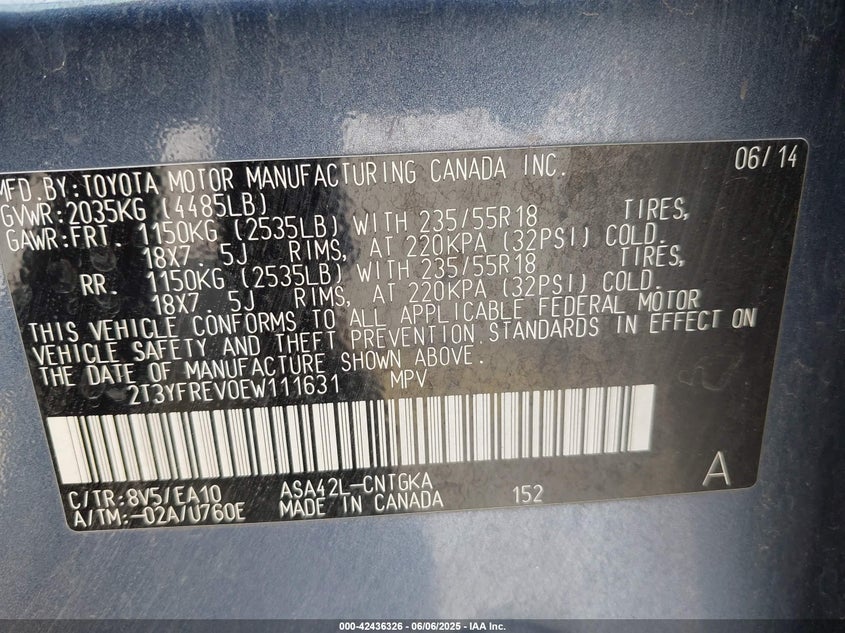 MFD.BY:TOYOTA MOTOR MANUFACTURING CANADA INC. 06/14
GVWR:2035KG (4485LB)
GAWR:FRT. 1150KG (2535LB) WITH 235/55R18 TIRES,
18X7. 5J RIMS, AT 220KPA (32PSI) COLD.
RR. 1150KG (2535LB) WITH 235/55R18 TIRES,
18X7. 5J RIMS, AT 220KPA (32PSI) COLD.
THIS VEHICLE CONFORMS TO ALL APPLICABLE FEDERAL MOTOR
VEHICLE SAFETY AND THEFT PREVENTION STANDARDS IN EFFECT ON
THE DATE OF MANUFACTURE SHOWN ABOVE.
2T3YFREV0EW111631 MPV
C/TR:8V5/EA10 ASA42L-CNTGKA
A/TM:-02A/U760E MADE IN CANADA 152 A
000-42436326 - 06/06/2025 - IAA Inc.